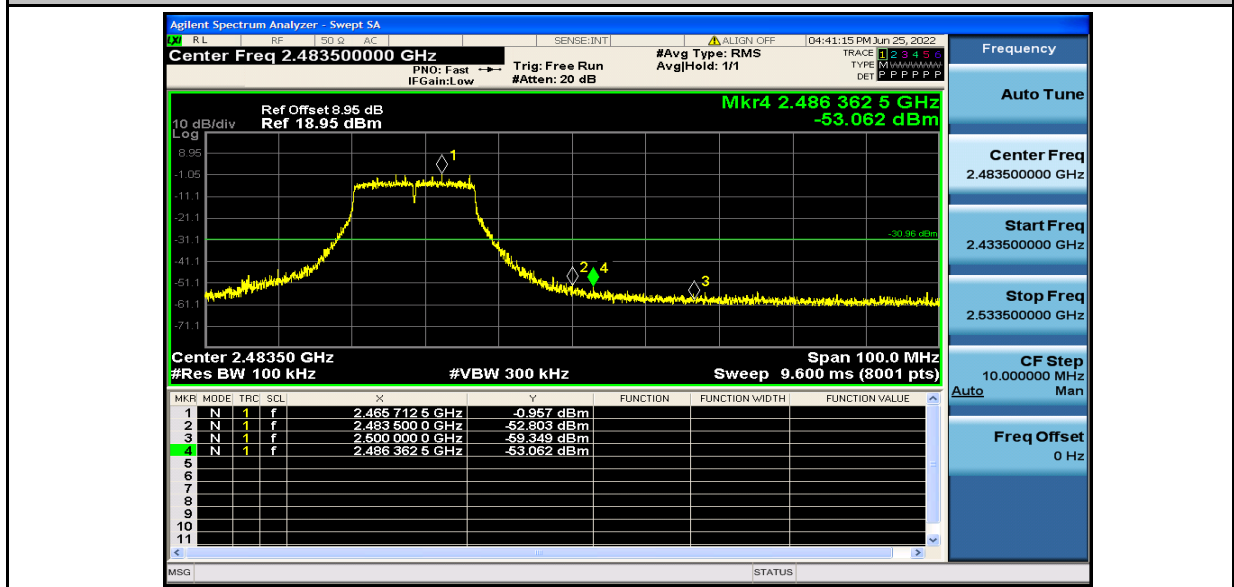 Agilent Spectrum Analyzer - Swept SA
LXI RL RF 50 Ω AC SENSE:INT ALIGN OFF 04:41:15 PM Jun 25, 2022
Center Freq 2.483500000 GHz
#Avg Type: RMS
TRACE 1 2 3 4 5 6
PNO: Fast Trig: Free Run Avg|Hold: 1/1
TYPE M
IFGain:Low #Atten: 20 dB
DET P P P P P P
Ref Offset 8.95 dB
Mkr4 2.486 362 5 GHz
10 dB/div Ref 18.95 dBm
-53.062 dBm
Log
8.95
-1.05
-11.1
-21.1
-31.1
-41.1
-51.1
-61.1
-71.1
1
-30.96 dBm
2
4
3
Center 2.48350 GHz Span 100.0 MHz
#Res BW 100 kHz #VBW 300 kHz Sweep 9.600 ms (8001 pts)
MKR MODE TRC SCL X Y FUNCTION FUNCTION WIDTH FUNCTION VALUE
1 N 1 f 2.465 712 5 GHz -0.957 dBm
2 N 1 f 2.483 500 0 GHz -52.803 dBm
3 N 1 f 2.500 000 0 GHz -59.349 dBm
4 N 1 f 2.486 362 5 GHz -53.062 dBm
5
6
7
8
9
10
11
MSG STATUS
Frequency
Auto Tune
Center Freq
2.483500000 GHz
Start Freq
2.433500000 GHz
Stop Freq
2.533500000 GHz
CF Step
10.000000 MHz
Auto Man
Freq Offset
0 Hz